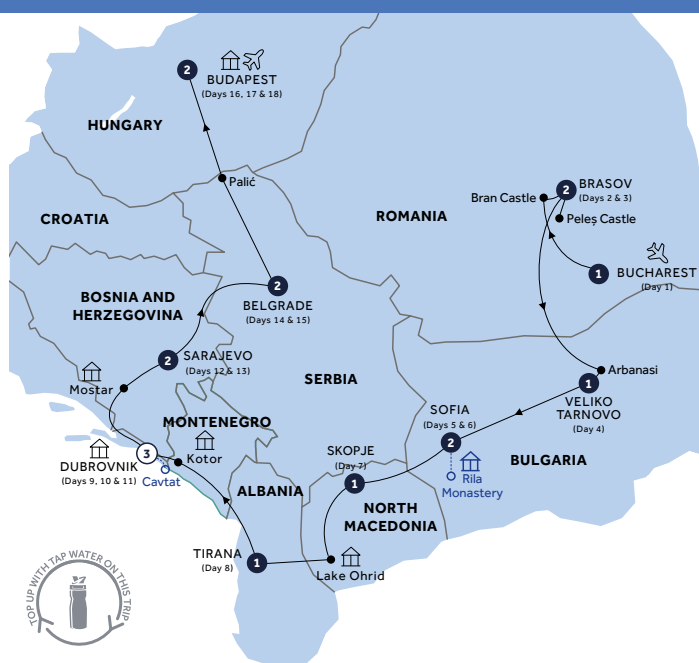 2
BUDAPEST
(Days 16, 17 & 18)
HUNGARY
Palić
CROATIA
ROMANIA
Bran Castle
2
BRASOV
(Days 2 & 3)
Peleș Castle
1
BUCHAREST
(Day 1)
BOSNIA AND
HERZEGOVINA
2
BELGRADE
(Days 14 & 15)
2
SARAJEVO
(Days 12 & 13)
Mostar
SERBIA
Arbanasi
1
VELIKO
TARNOVO
(Day 4)
MONTENEGRO
SOFIA
(Days 5 & 6)
2
3
DUBROVNIK
(Days 9, 10 & 11)
Kotor
Cavtat
SKOPJE
(Day 7)
1
BULGARIA
Rila
Monastery
ALBANIA
NORTH
MACEDONIA
TIRANA
(Day 8)
1
Lake Ohrid
TOP UP WITH TAP WATER ON THIS TRIP